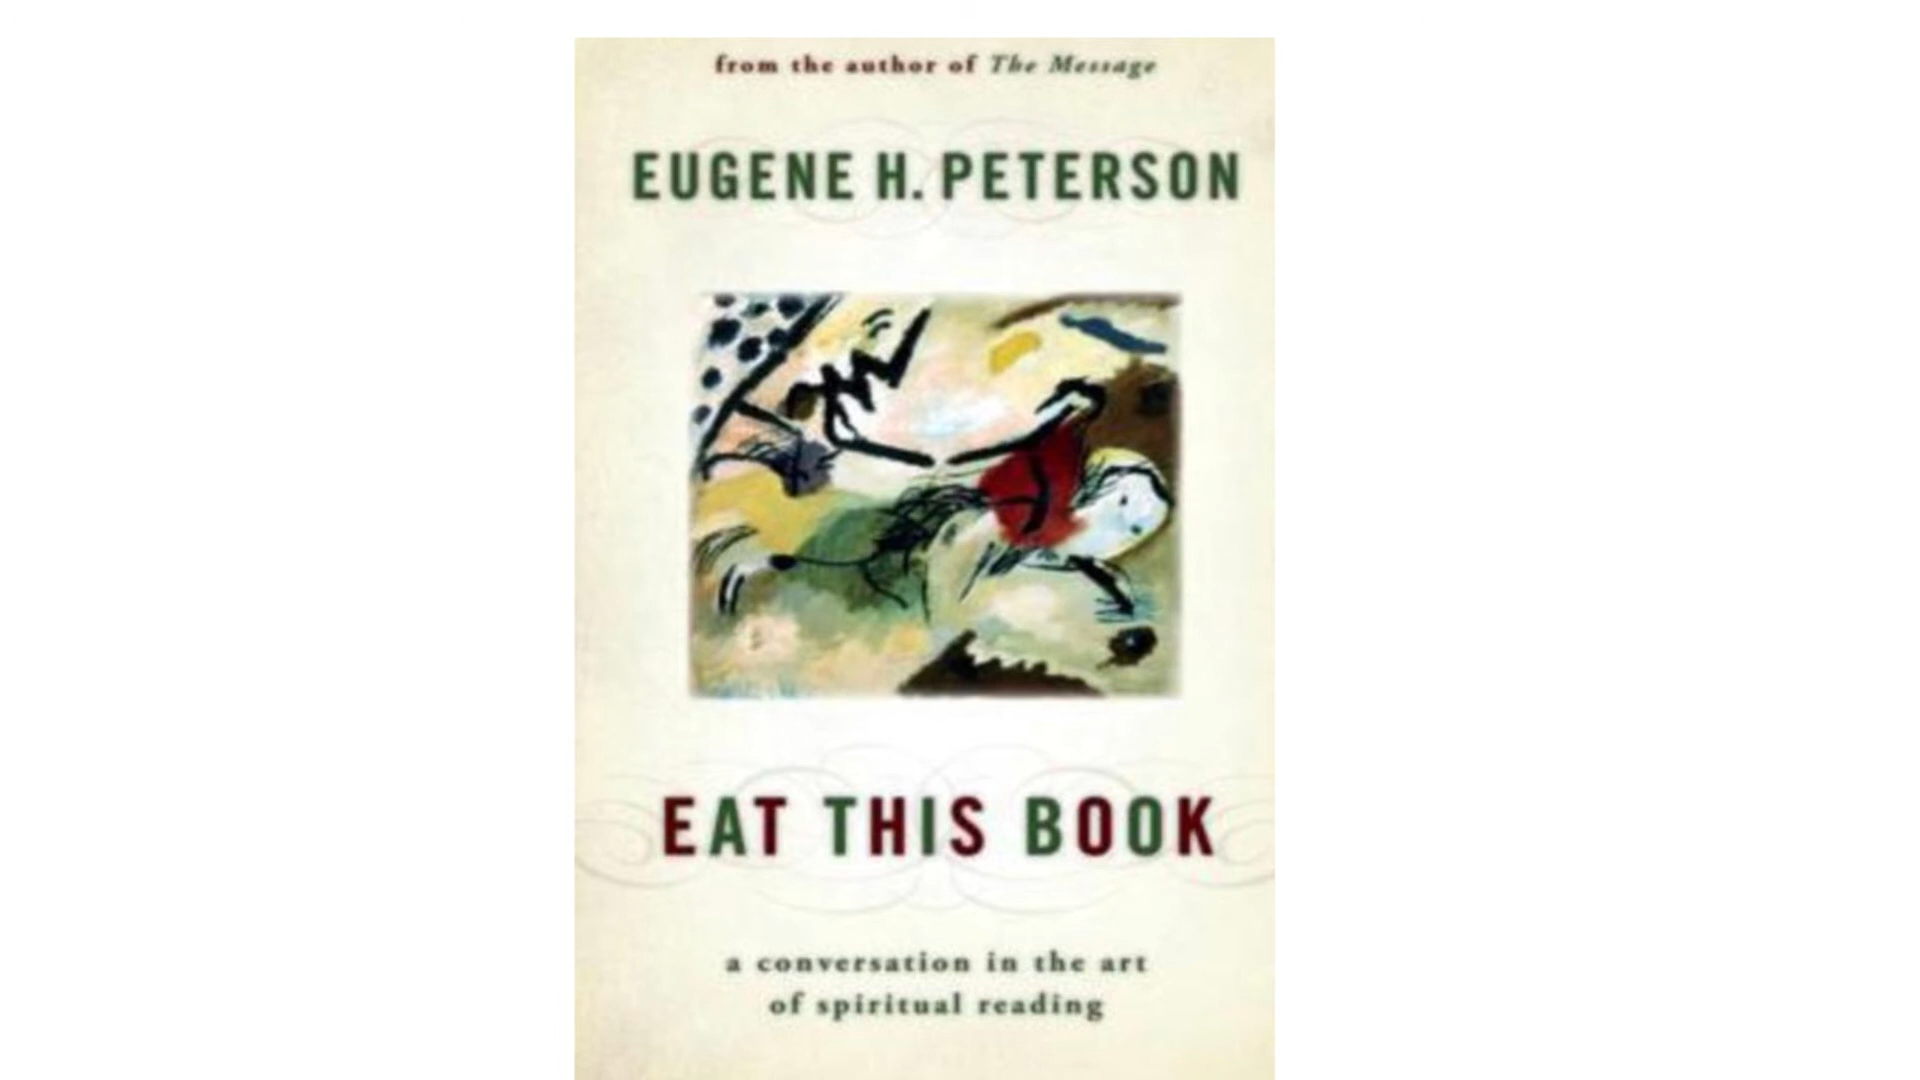 from the author of The Message
EUGENE H. PETERSON
EAT THIS BOOK
a conversation in the art
of spiritual reading